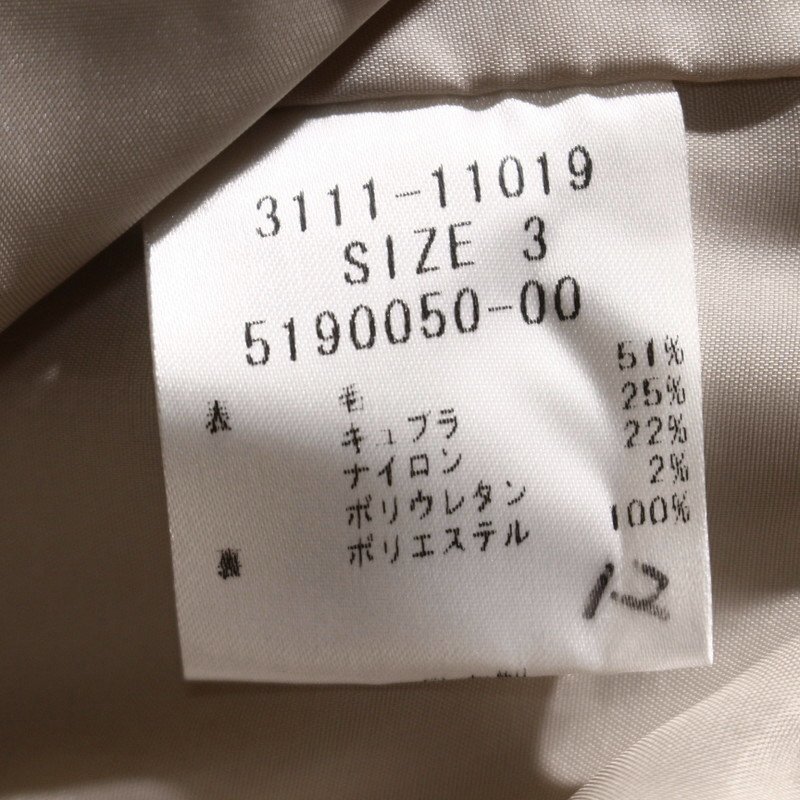 3111-11019
SIZE 3
5190050-00
表 毛 51%
キュプラ 25%
ナイロン 22%
ポリウレタン 2%
裏 ポリエステル 100%
12